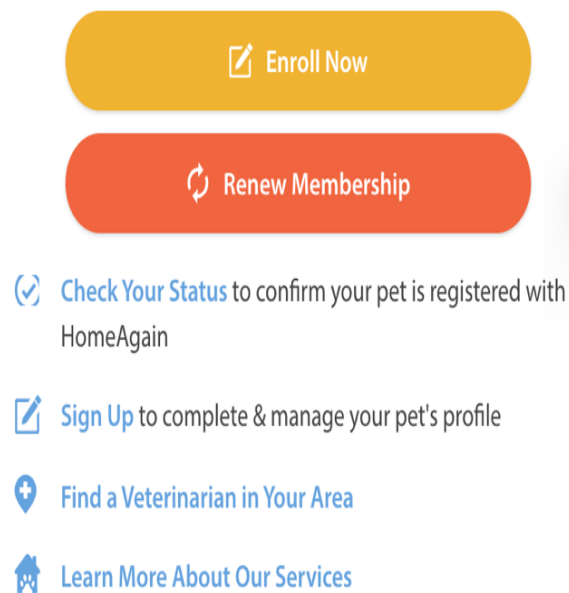 Enroll Now
Renew Membership
Check Your Status to confirm your pet is registered with
HomeAgain
Sign Up to complete & manage your pet's profile
Find a Veterinarian in Your Area
Learn More About Our Services